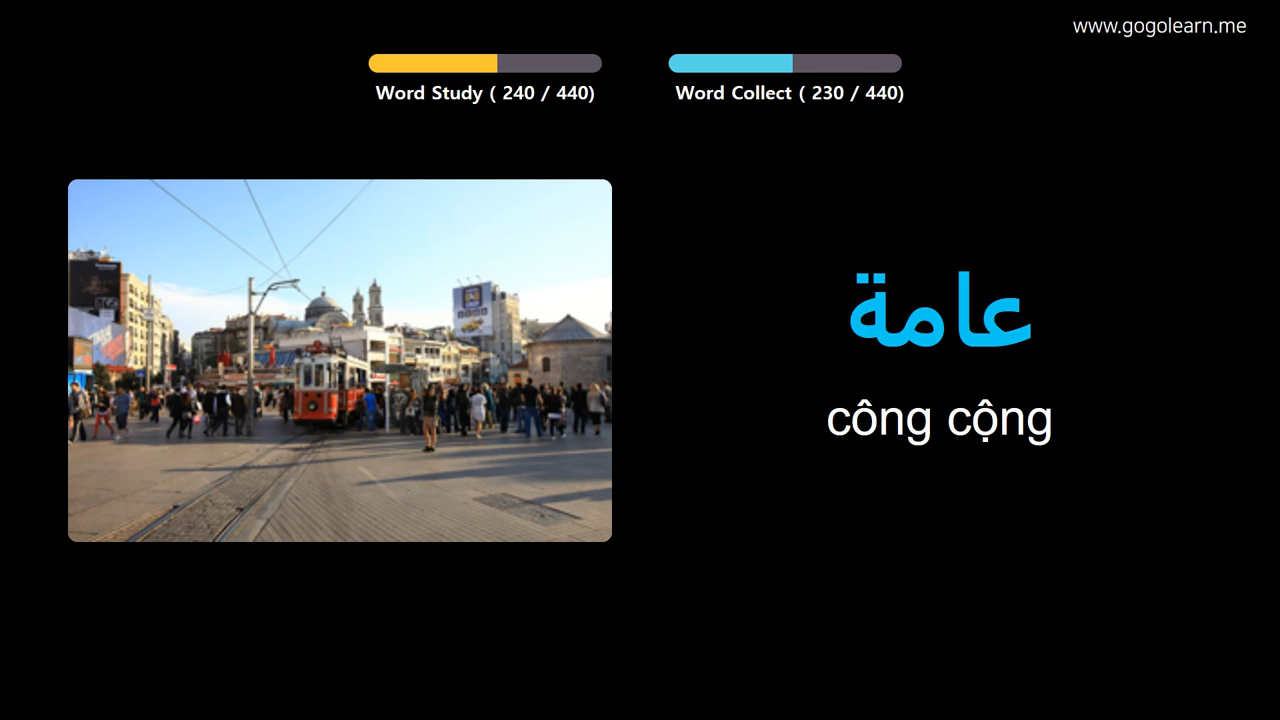 www.gogolearn.me
Word Study ( 240 / 440)
Word Collect ( 230 / 440)
عامة
công cộng